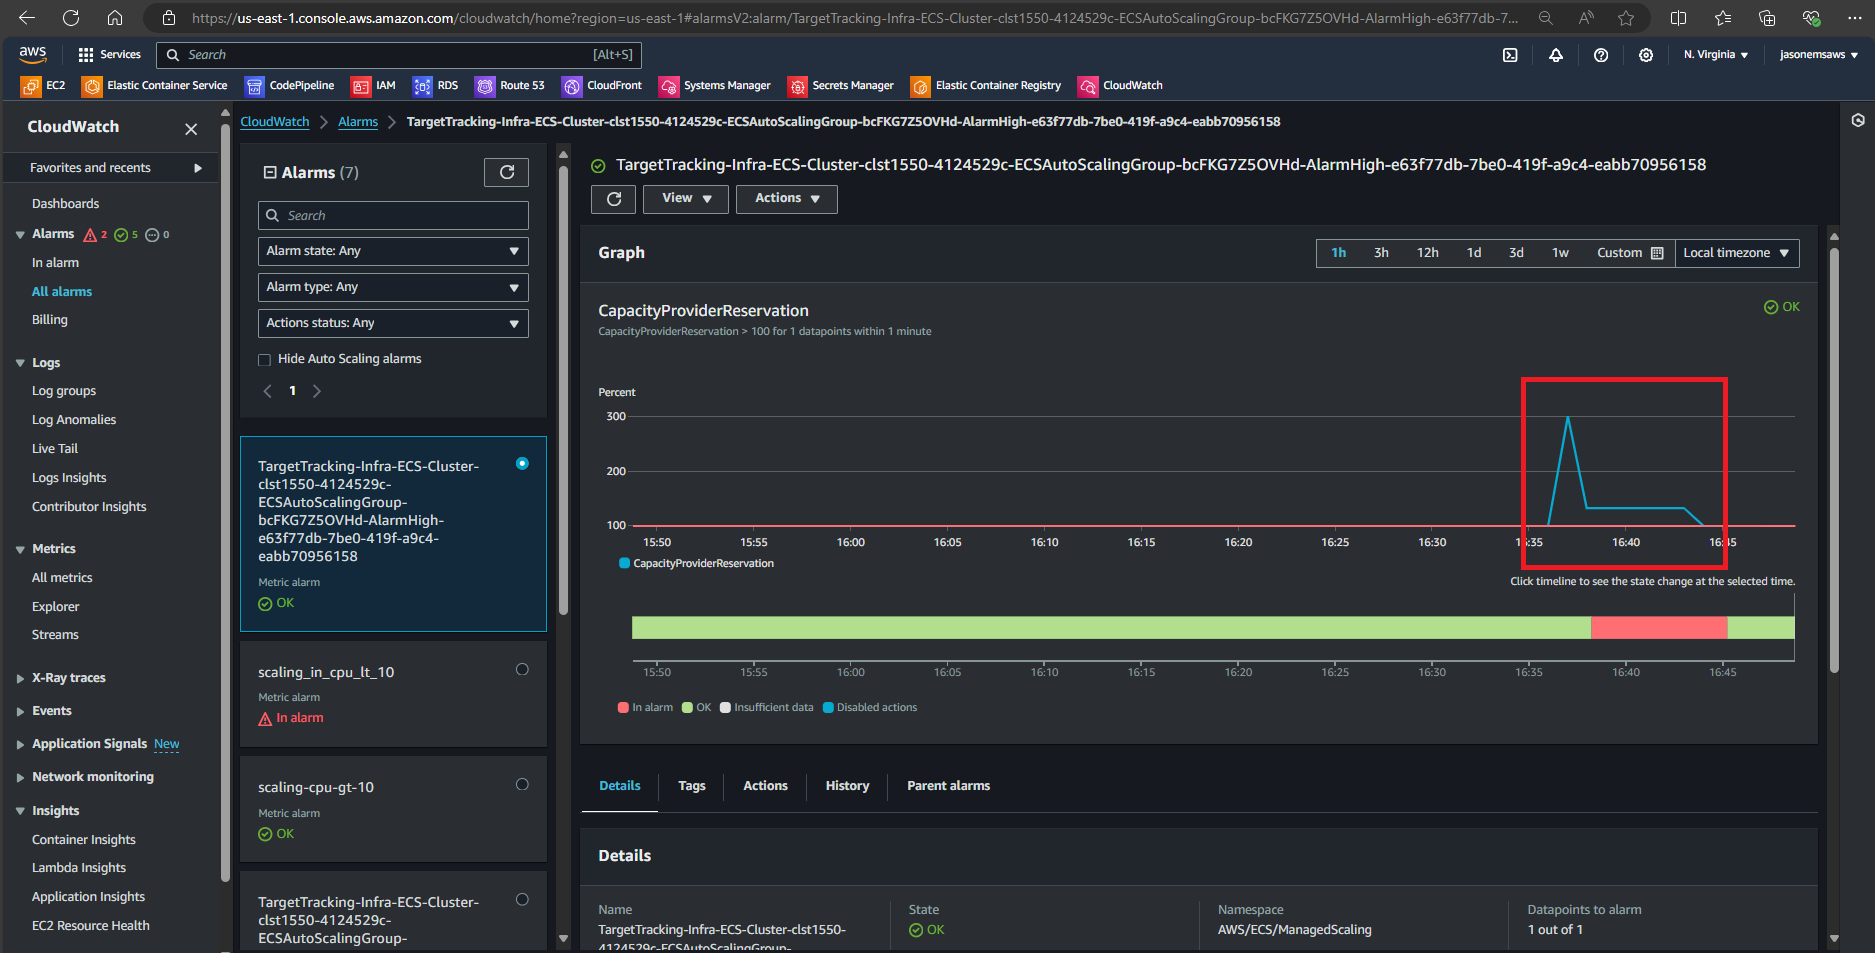 https://us-east-1.console.aws.amazon.com/cloudwatch/home?region=us-east-1#alarmsV2:alarm/TargetTracking-Infra-ECS-Cluster-clst1550-4124529c-ECSAutoScalingGroup-bcFKG7Z5OVHd-AlarmHigh-e63f77db-7...
aws
Services
Search
[Alt+S]
N. Virginia
jasonemsaws
EC2
Elastic Container Service
CodePipeline
IAM
RDS
Route 53
CloudFront
Systems Manager
Secrets Manager
Elastic Container Registry
CloudWatch
CloudWatch
Favorites and recents
Dashboards
Alarms 2 5 0
In alarm
All alarms
Billing
Logs
Log groups
Log Anomalies
Live Tail
Logs Insights
Contributor Insights
Metrics
All metrics
Explorer
Streams
X-Ray traces
Events
Application Signals New
Network monitoring
Insights
Container Insights
Lambda Insights
Application Insights
EC2 Resource Health
CloudWatch
Alarms
TargetTracking-Infra-ECS-Cluster-clst1550-4124529c-ECSAutoScalingGroup-bcFKG7Z5OVHd-AlarmHigh-e63f77db-7be0-419f-a9c4-eabb70956158
Alarms (7)
Search
Alarm state: Any
Alarm type: Any
Actions status: Any
Hide Auto Scaling alarms
1
TargetTracking-Infra-ECS-Cluster-
clst1550-4124529c-
ECSAutoScalingGroup-
bcFKG7Z5OVHd-AlarmHigh-
e63f77db-7be0-419f-a9c4-
eabb70956158
Metric alarm
OK
scaling_in_cpu_lt_10
Metric alarm
In alarm
scaling-cpu-gt-10
Metric alarm
OK
TargetTracking-Infra-ECS-Cluster-
clst1550-4124529c-
ECSAutoScalingGroup-
TargetTracking-Infra-ECS-Cluster-clst1550-4124529c-ECSAutoScalingGroup-bcFKG7Z5OVHd-AlarmHigh-e63f77db-7be0-419f-a9c4-eabb70956158
View
Actions
Graph
1h
3h
12h
1d
3d
1w
Custom
Local timezone
CapacityProviderReservation
OK
CapacityProviderReservation > 100 for 1 datapoints within 1 minute
Percent
300
200
100
15:50
15:55
16:00
16:05
16:10
16:15
16:20
16:25
16:30
16:35
16:40
16:45
CapacityProviderReservation
Click timeline to see the state change at the selected time.
15:50
15:55
16:00
16:05
16:10
16:15
16:20
16:25
16:30
16:35
16:40
16:45
In alarm
OK
Insufficient data
Disabled actions
Details
Tags
Actions
History
Parent alarms
Details
Name
TargetTracking-Infra-ECS-Cluster-clst1550-
4124529c-ECSAutoScalingGroup-
State
OK
Namespace
AWS/ECS/ManagedScaling
Datapoints to alarm
1 out of 1